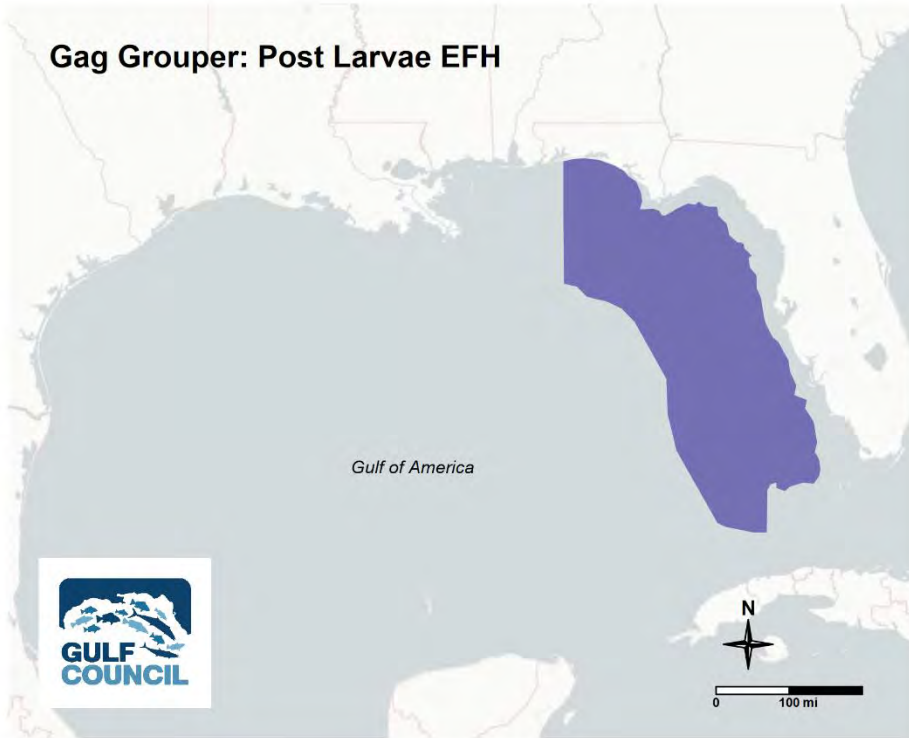 Gag Grouper: Post Larvae EFH
Gulf of America
GULF
COUNCIL
N
0 100 mi